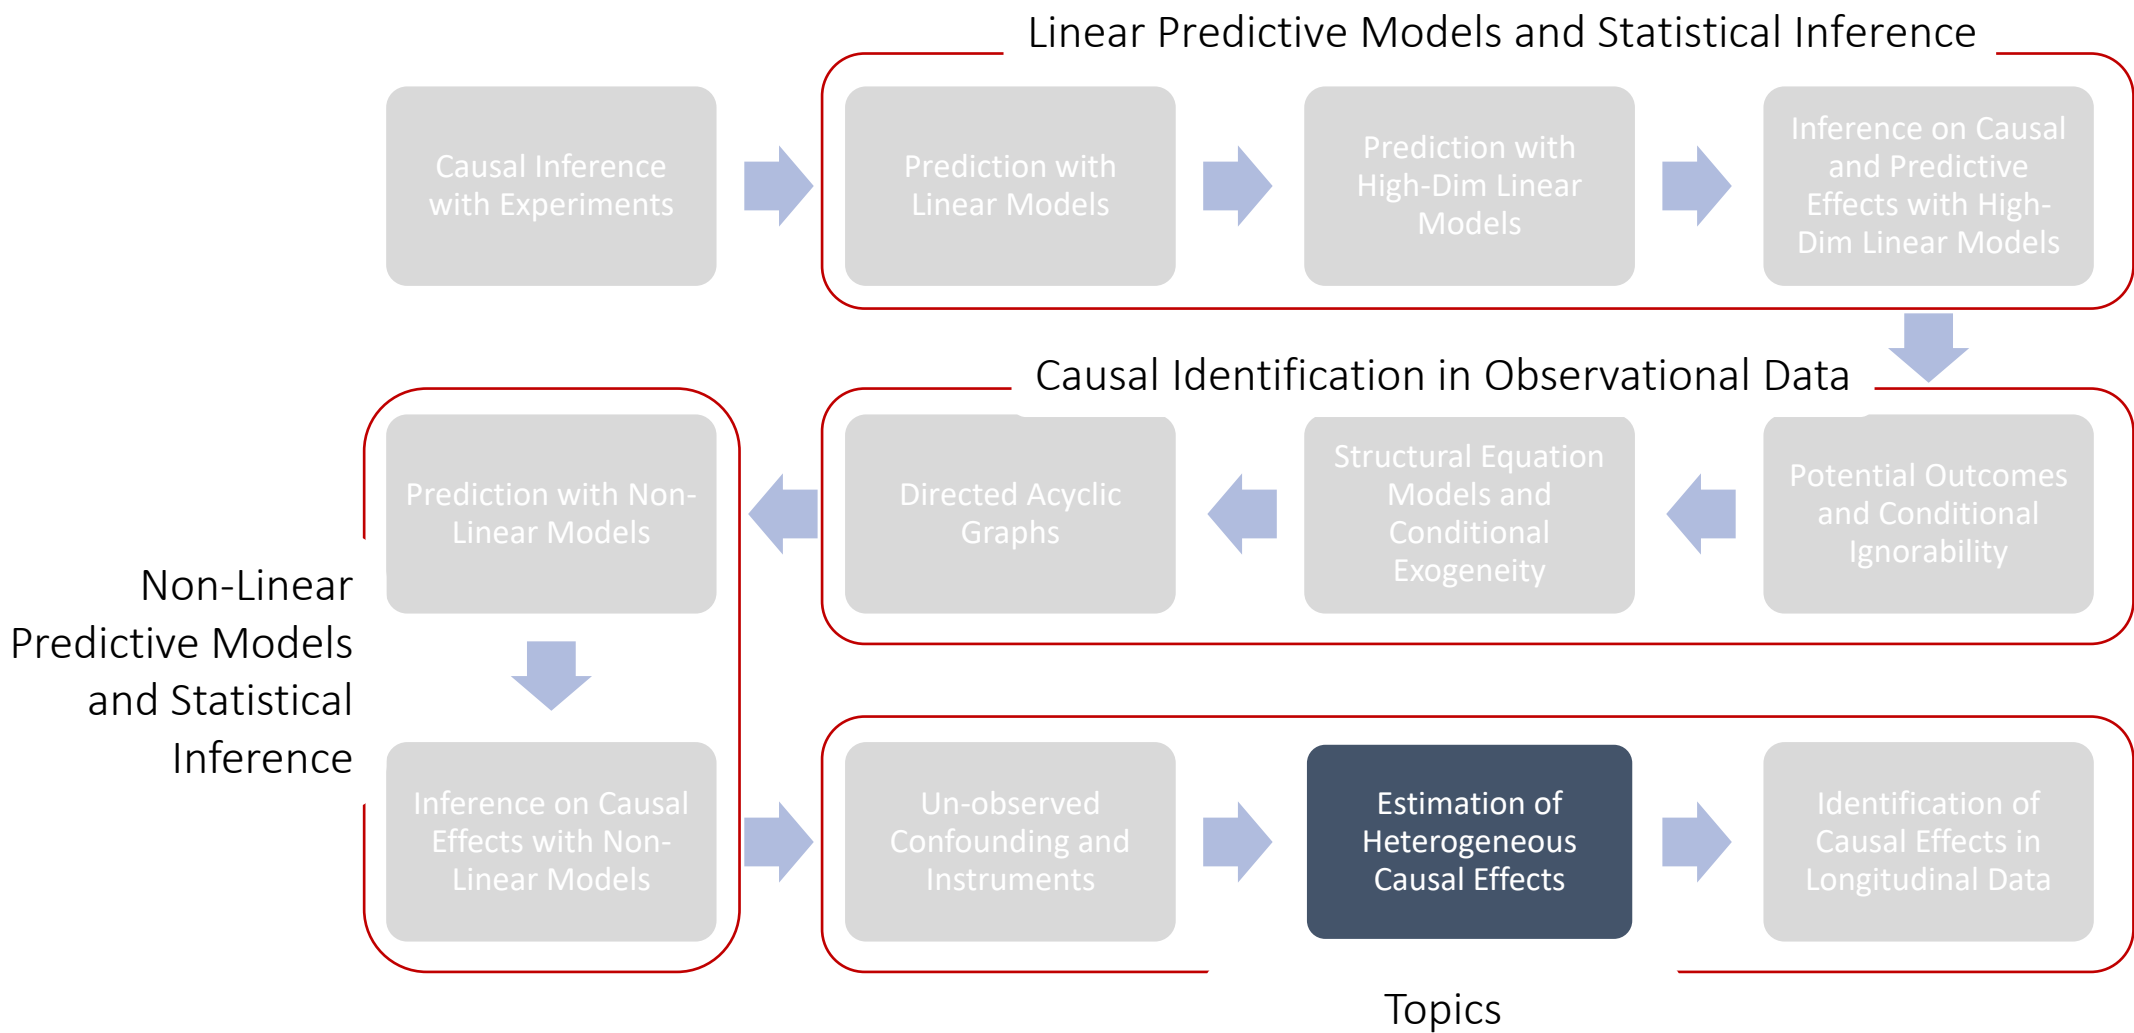 Linear Predictive Models and Statistical Inference
Causal Inference
with Experiments
Prediction with
Linear Models
Prediction with
High-Dim Linear
Models
Inference on Causal
and Predictive
Effects with High-
Dim Linear Models
Causal Identification in Observational Data
Potential Outcomes
and Conditional
Ignorability
Structural Equation
Models and
Conditional
Exogeneity
Directed Acyclic
Graphs
Prediction with Non-
Linear Models
Non-Linear
Predictive Models
and Statistical
Inference
Inference on Causal
Effects with Non-
Linear Models
Un-observed
Confounding and
Instruments
Estimation of
Heterogeneous
Causal Effects
Identification of
Causal Effects in
Longitudinal Data
Topics